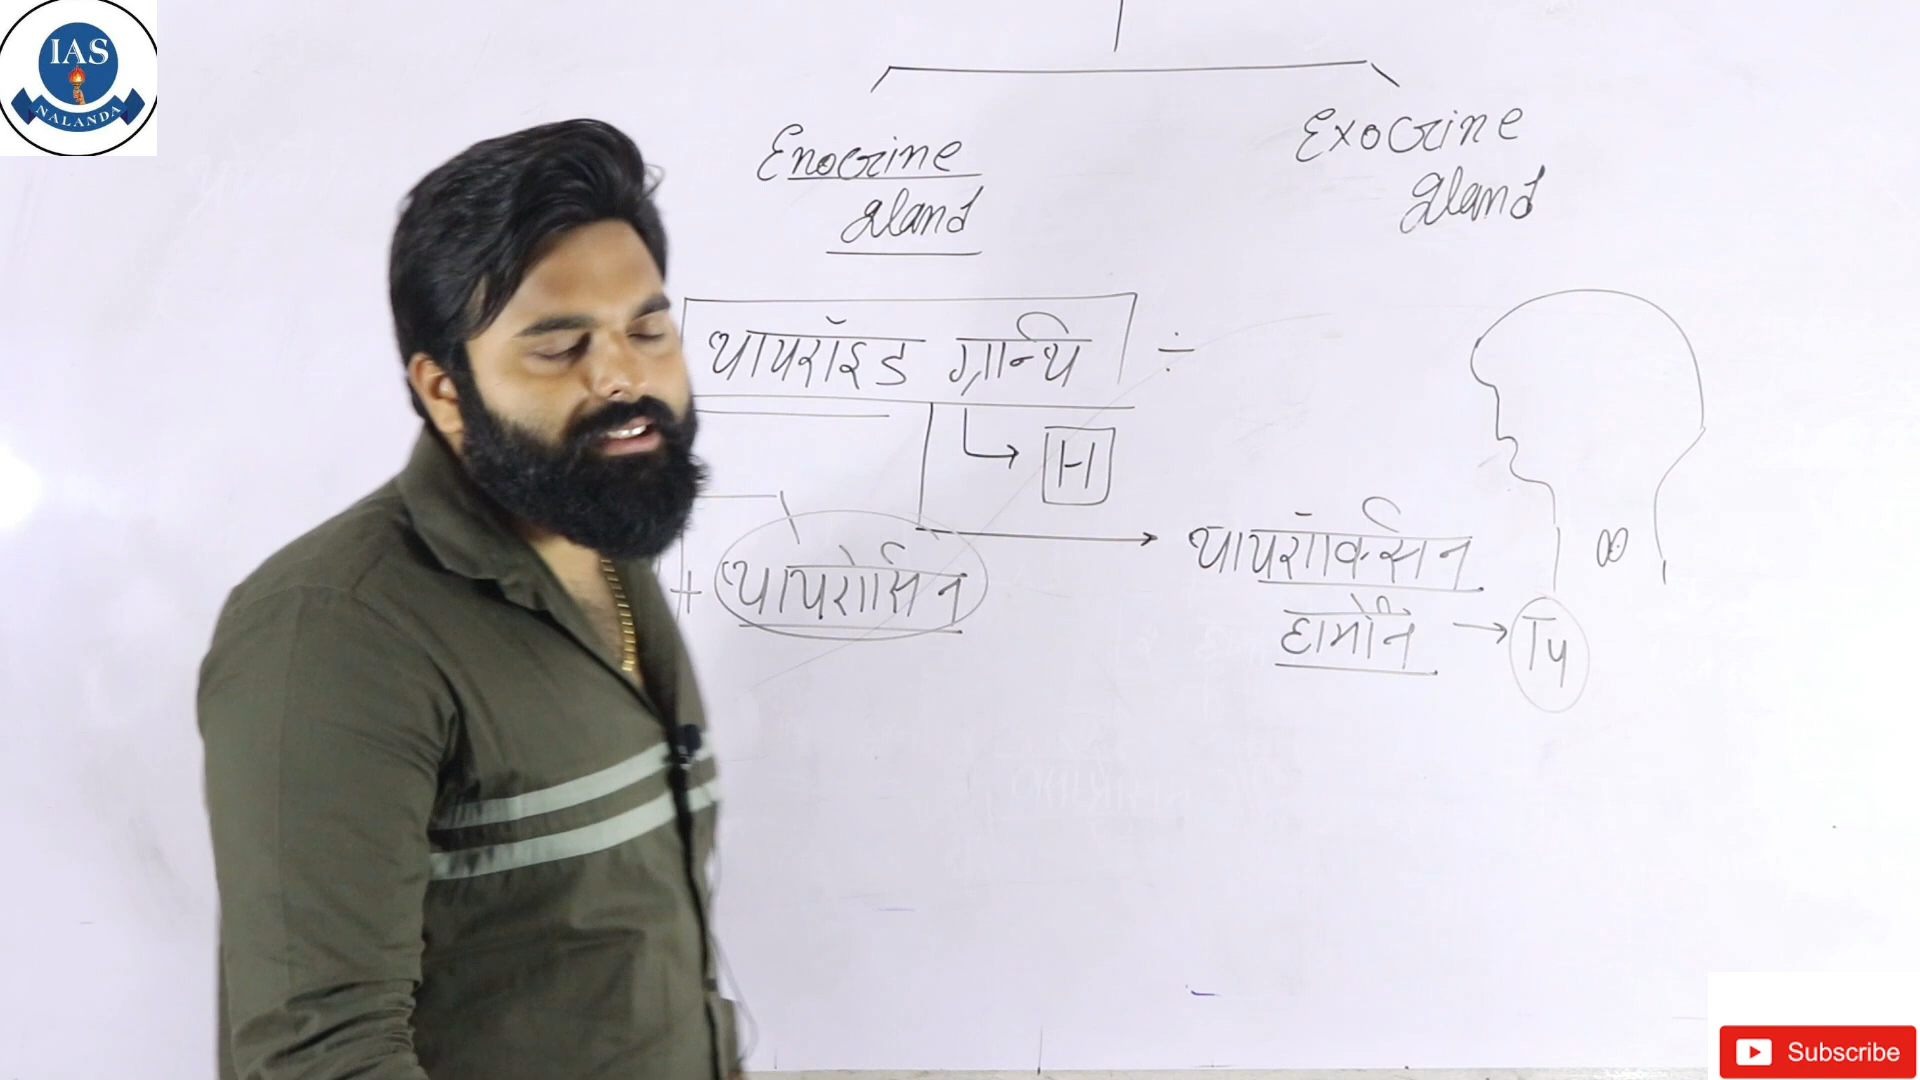 IAS
NALANDA
Enocrine
gland
Exocrine
gland
थायरॉइड ग्रन्थि ÷
H
+ थायरोसिन
थायरॉक्सिन
हार्मोन → T4
Subscribe